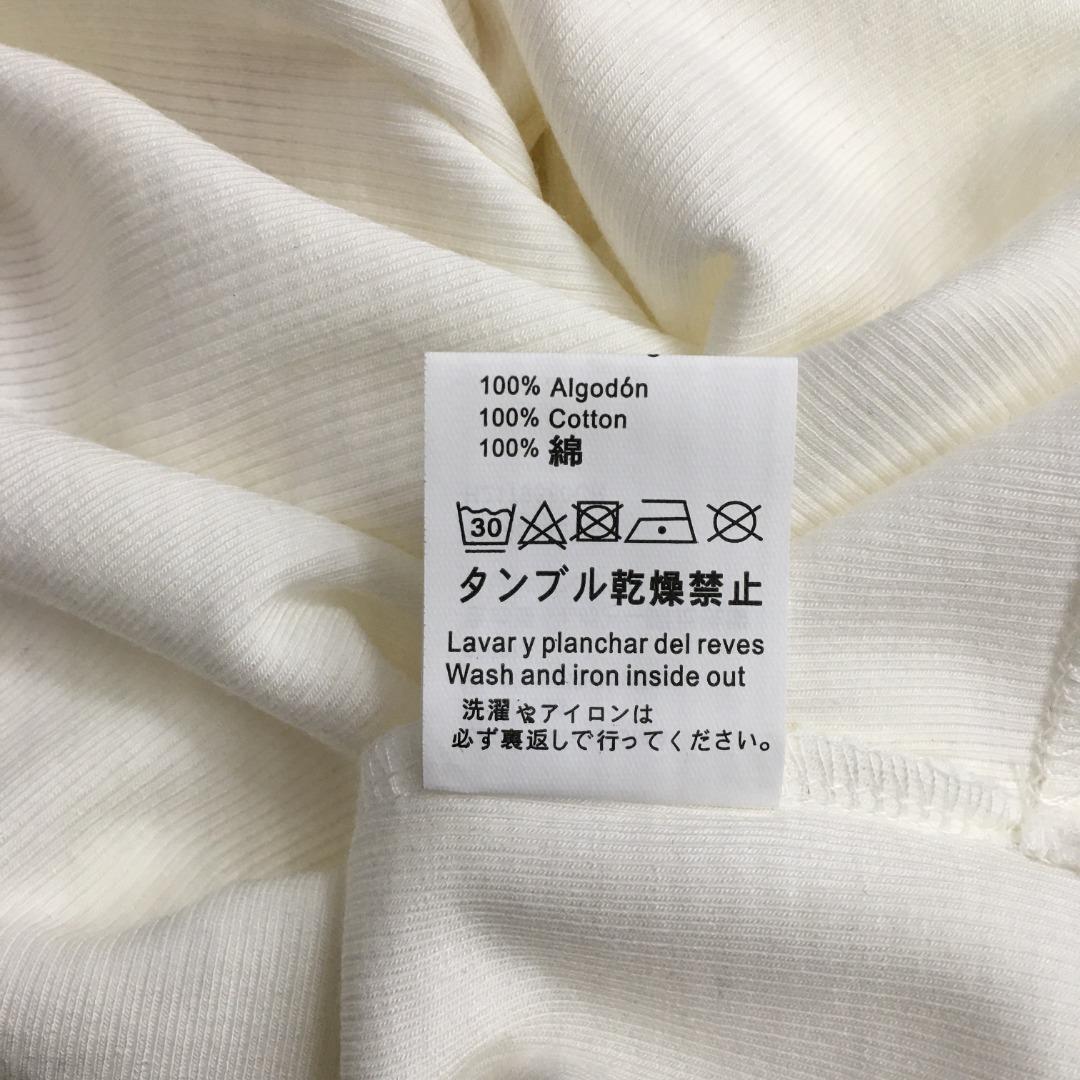 100% Algodón
100% Cotton
100% 綿
30
タンブル乾燥禁止
Lavar y planchar del reves
Wash and iron inside out
洗濯やアイロンは
必ず裏返しで行ってください。